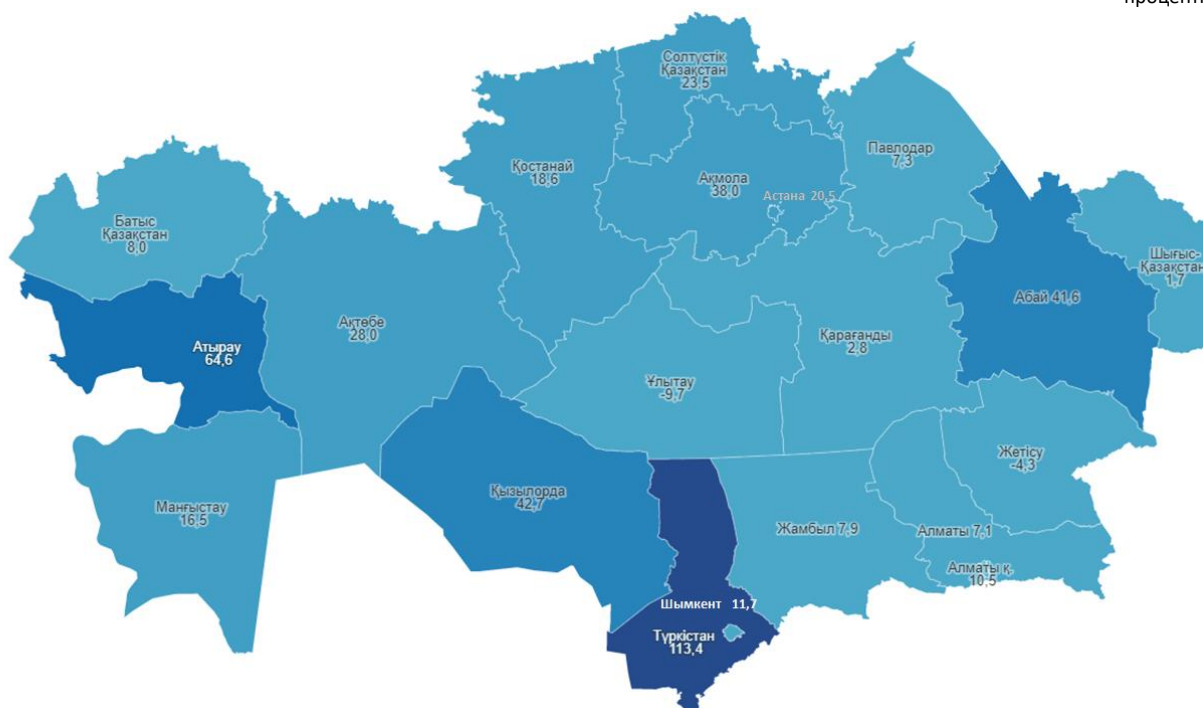 процент
Солтүстік
Қазақстан
23,5
Қостанай
18,6
Ақмола
38,0
Астана 20,5
Павлодар
7,3
Батыс
Қазақстан
8,0
Шығыс-
Қазақстан
1,7
Абай 41,6
Атырау
64,6
Ақтөбе
28,0
Қарағанды
2,8
Ұлытау
-9,7
Жетісу
-4,3
Қызылорда
42,7
Маңғыстау
16,5
Жамбыл 7,9
Алматы 7,1
Алматы қ.
10,5
Шымкент 11,7
Түркістан
113,4